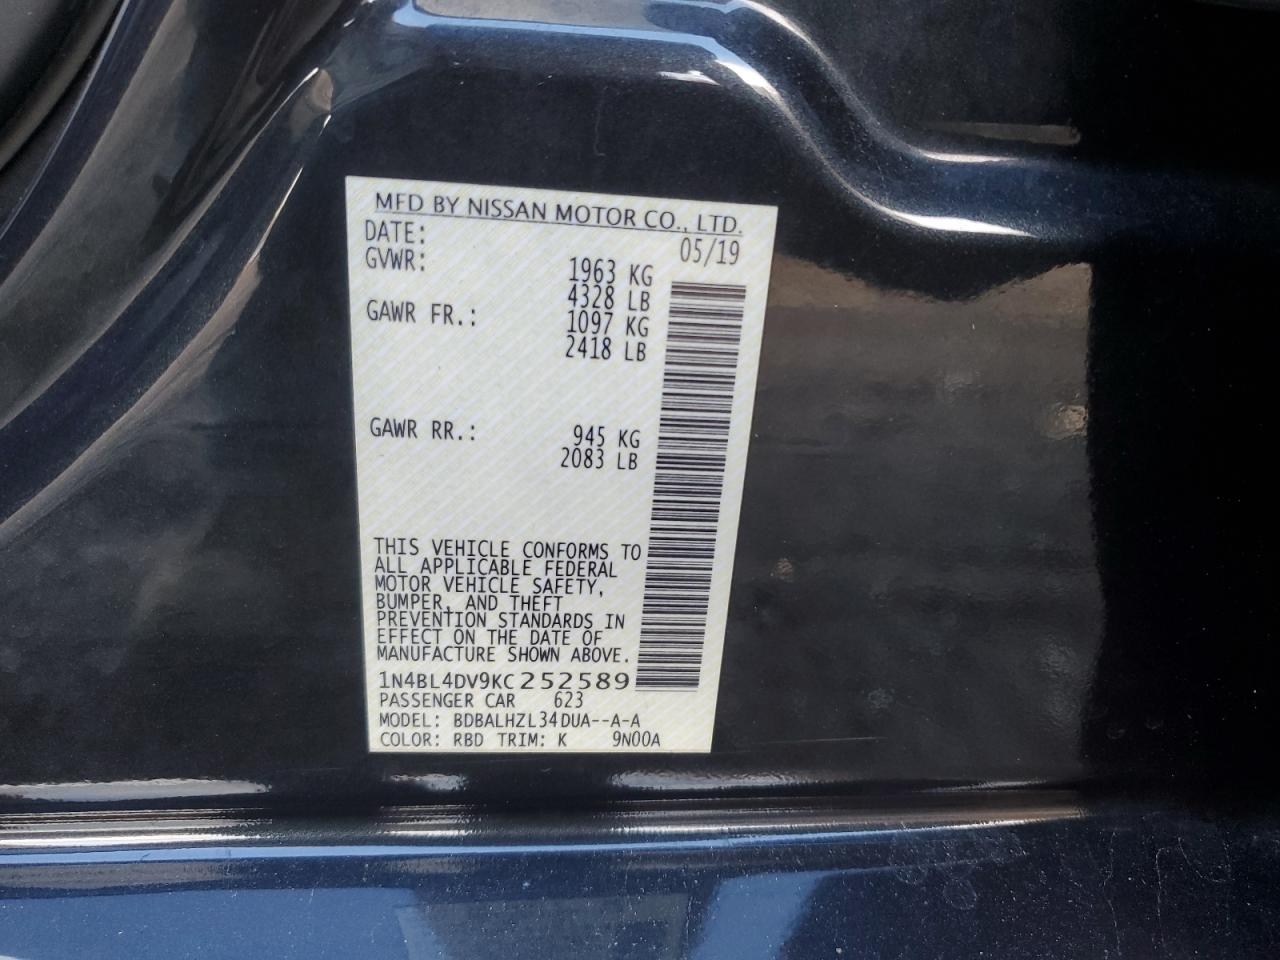 MFD BY NISSAN MOTOR CO., LTD.
DATE: 05/19
GVWR: 1963 KG
4328 LB
GAWR FR.: 1097 KG
2418 LB
GAWR RR.: 945 KG
2083 LB
THIS VEHICLE CONFORMS TO
ALL APPLICABLE FEDERAL
MOTOR VEHICLE SAFETY,
BUMPER, AND THEFT
PREVENTION STANDARDS IN
EFFECT ON THE DATE OF
MANUFACTURE SHOWN ABOVE.
1N4BL4DV9KC252589
PASSENGER CAR 623
MODEL: BDBALHZL34DUA--A-A
COLOR: RBD TRIM: K 9N00A